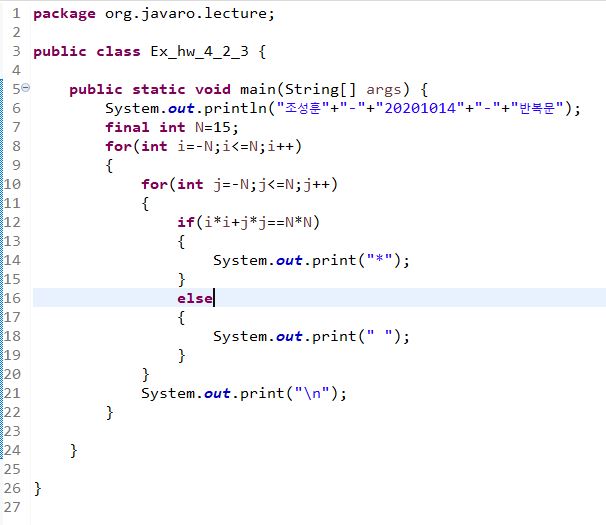 1 package org.javaro.lecture;
2
3 public class Ex_hw_4_2_3 {
4
5 public static void main(String[] args) {
6 System.out.println("조성훈"+"-"+"20201014"+"-"+"반복문");
7 final int N=15;
8 for(int i=-N;i<=N;i++)
9 {
10 for(int j=-N;j<=N;j++)
11 {
12 if(i*i+j*j==N*N)
13 {
14 System.out.print("*");
15 }
16 else
17 {
18 System.out.print(" ");
19 }
20 }
21 System.out.print("\n");
22 }
23
24 }
25
26 }
27